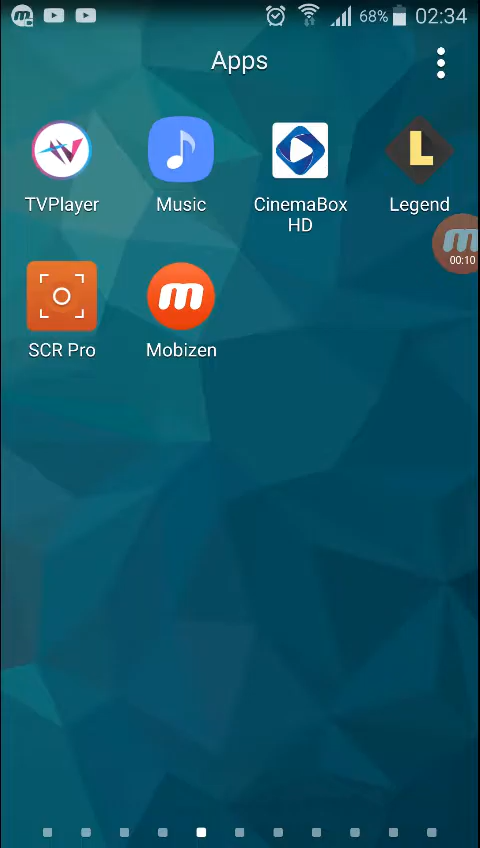 68% 02:34
Apps
TVPlayer Music CinemaBox HD Legend
L
m
00:10
SCR Pro Mobizen
m